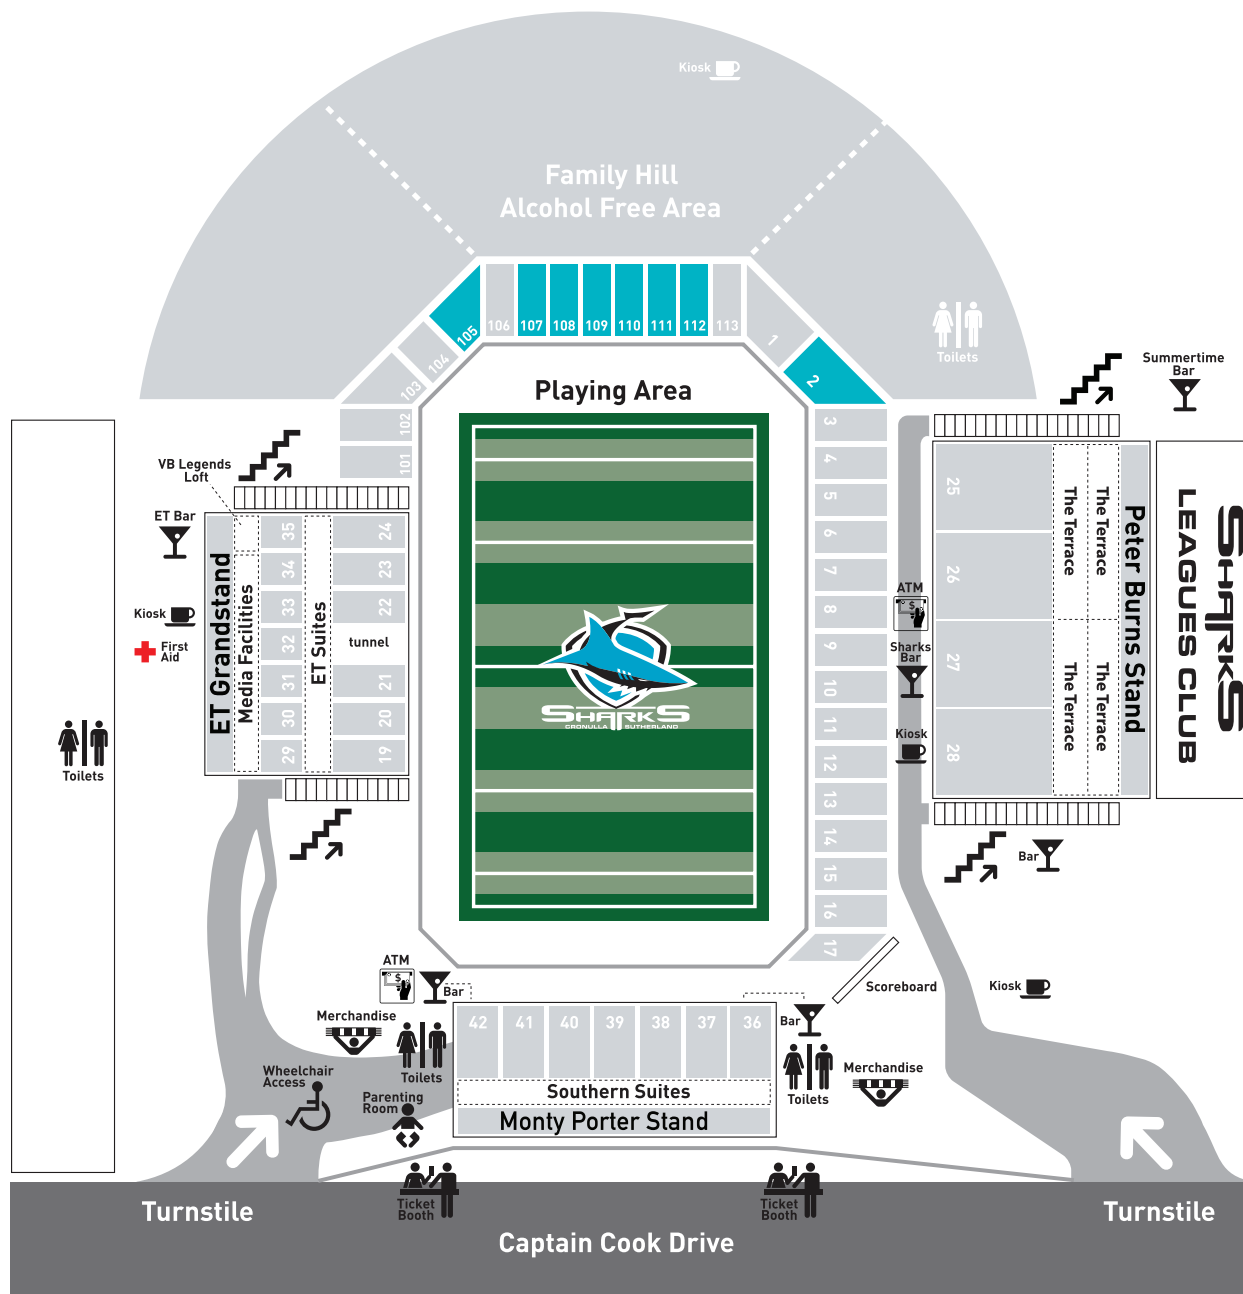 Kiosk
Family Hill
Alcohol Free Area
105
106
107
108
109
110
111
112
113
1
2
104
103
102
101
Toilets
Playing Area
Summertime
Bar
3
4
5
6
7
8
9
10
11
12
13
14
15
16
17
VB Legends
Loft
ET Bar
Kiosk
First
Aid
Toilets
ET Grandstand
Media Facilities
35
34
33
32
31
30
29
ET Suites
24
23
22
tunnel
21
20
19
SHARKS
CRONULLA SUTHERLAND
ATM
$
Sharks
Bar
Kiosk
25
26
27
28
The Terrace
The Terrace
The Terrace
The Terrace
Peter Burns Stand
SHARKS
LEAGUES CLUB
Bar
Kiosk
Scoreboard
ATM
$
Bar
Merchandise
Toilets
Wheelchair
Access
Parenting
Room
42
41
40
39
38
37
36
Southern Suites
Monty Porter Stand
Bar
Toilets
Merchandise
Ticket
Booth
Ticket
Booth
Turnstile
Turnstile
Captain Cook Drive